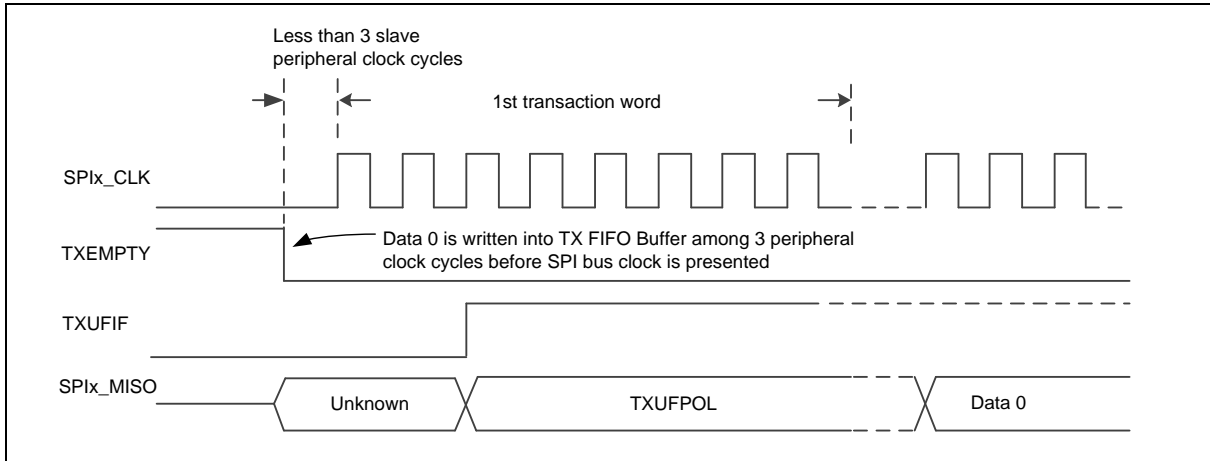 Less than 3 slave
peripheral clock cycles
1st transaction word
SPIx_CLK
TXEMPTY
Data 0 is written into TX FIFO Buffer among 3 peripheral
clock cycles before SPI bus clock is presented
TXUFIF
SPIx_MISO
Unknown
TXUFPOL
Data 0